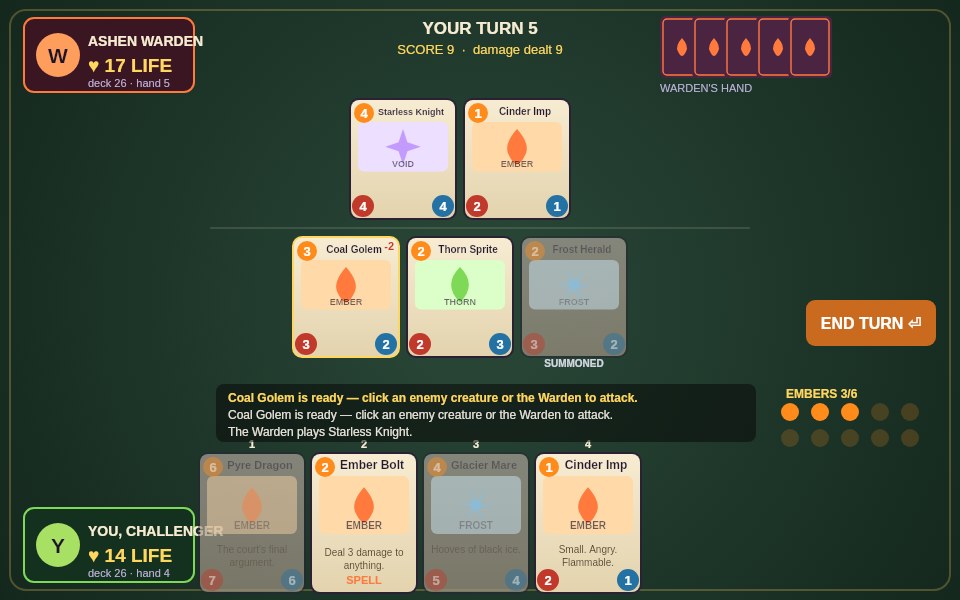 W
ASHEN WARDEN
♥ 17 LIFE
deck 26 · hand 5
YOUR TURN 5
SCORE 9 · damage dealt 9
WARDEN'S HAND
4 Starless Knight
VOID
4 4
1 Cinder Imp
EMBER
2 1
3 Coal Golem -2
EMBER
3 2
2 Thorn Sprite
THORN
2 3
2 Frost Herald
FROST
3 2
SUMMONED
END TURN ⏎
Coal Golem is ready — click an enemy creature or the Warden to attack.
Coal Golem is ready — click an enemy creature or the Warden to attack.
The Warden plays Starless Knight.
EMBERS 3/6
1
6 Pyre Dragon
EMBER
The court's final
argument.
7 6
2
2 Ember Bolt
EMBER
Deal 3 damage to
anything.
SPELL
3
4 Glacier Mare
FROST
Hooves of black ice.
5 4
4
1 Cinder Imp
EMBER
Small. Angry.
Flammable.
2 1
Y
YOU, CHALLENGER
♥ 14 LIFE
deck 26 · hand 4